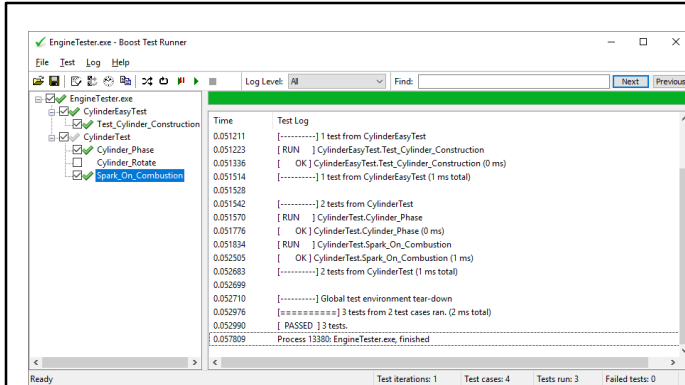 EngineTester.exe - Boost Test Runner
File Test Log Help
Log Level: All Find: Next Previous
EngineTester.exe
CylinderEasyTest
Test_Cylinder_Construction
CylinderTest
Cylinder_Phase
Cylinder_Rotate
Spark_On_Combustion
Time Test Log
0.051211 [----------] 1 test from CylinderEasyTest
0.051223 [ RUN ] CylinderEasyTest.Test_Cylinder_Construction
0.051336 [ OK ] CylinderEasyTest.Test_Cylinder_Construction (0 ms)
0.051514 [----------] 1 test from CylinderEasyTest (1 ms total)
0.051528
0.051542 [----------] 2 tests from CylinderTest
0.051570 [ RUN ] CylinderTest.Cylinder_Phase
0.051776 [ OK ] CylinderTest.Cylinder_Phase (0 ms)
0.051834 [ RUN ] CylinderTest.Spark_On_Combustion
0.052505 [ OK ] CylinderTest.Spark_On_Combustion (1 ms)
0.052683 [----------] 2 tests from CylinderTest (1 ms total)
0.052699
0.052710 [----------] Global test environment tear-down
0.052976 [==========] 3 tests from 2 test cases ran. (2 ms total)
0.052990 [ PASSED ] 3 tests.
0.057809 Process 13380: EngineTester.exe, finished
Ready Test iterations: 1 Test cases: 4 Tests run: 3 Failed tests: 0